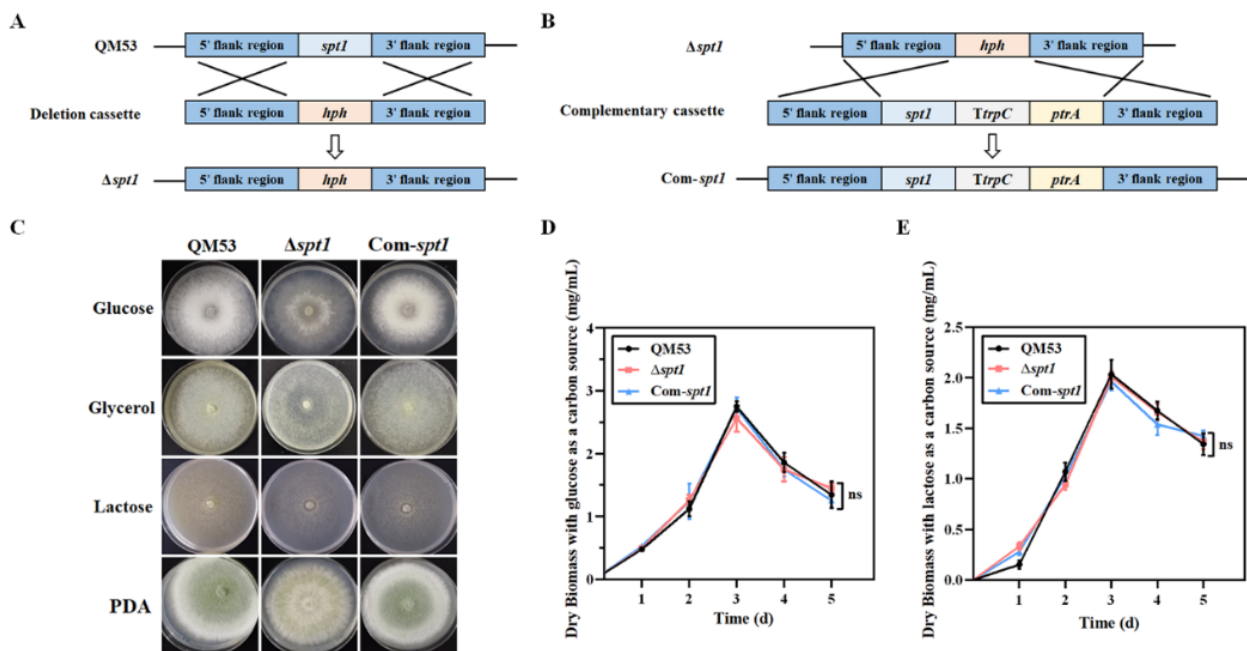 A
QM53
5' flank region spt1 3' flank region
Deletion cassette
5' flank region hph 3' flank region
Δspt1
5' flank region hph 3' flank region
B
Δspt1
5' flank region hph 3' flank region
Complementary cassette
5' flank region spt1 TtrpC ptrA 3' flank region
Com-spt1
5' flank region spt1 TtrpC ptrA 3' flank region
C
QM53 Δspt1 Com-spt1
Glucose
Glycerol
Lactose
PDA
D
Dry Biomass with glucose as a carbon source (mg/mL)
4
3
2
1
0
QM53
Δspt1
Com-spt1
ns
1 2 3 4 5
Time (d)
E
Dry Biomass with lactose as a carbon source (mg/mL)
2.5
2.0
1.5
1.0
0.5
0.0
QM53
Δspt1
Com-spt1
ns
1 2 3 4 5
Time (d)